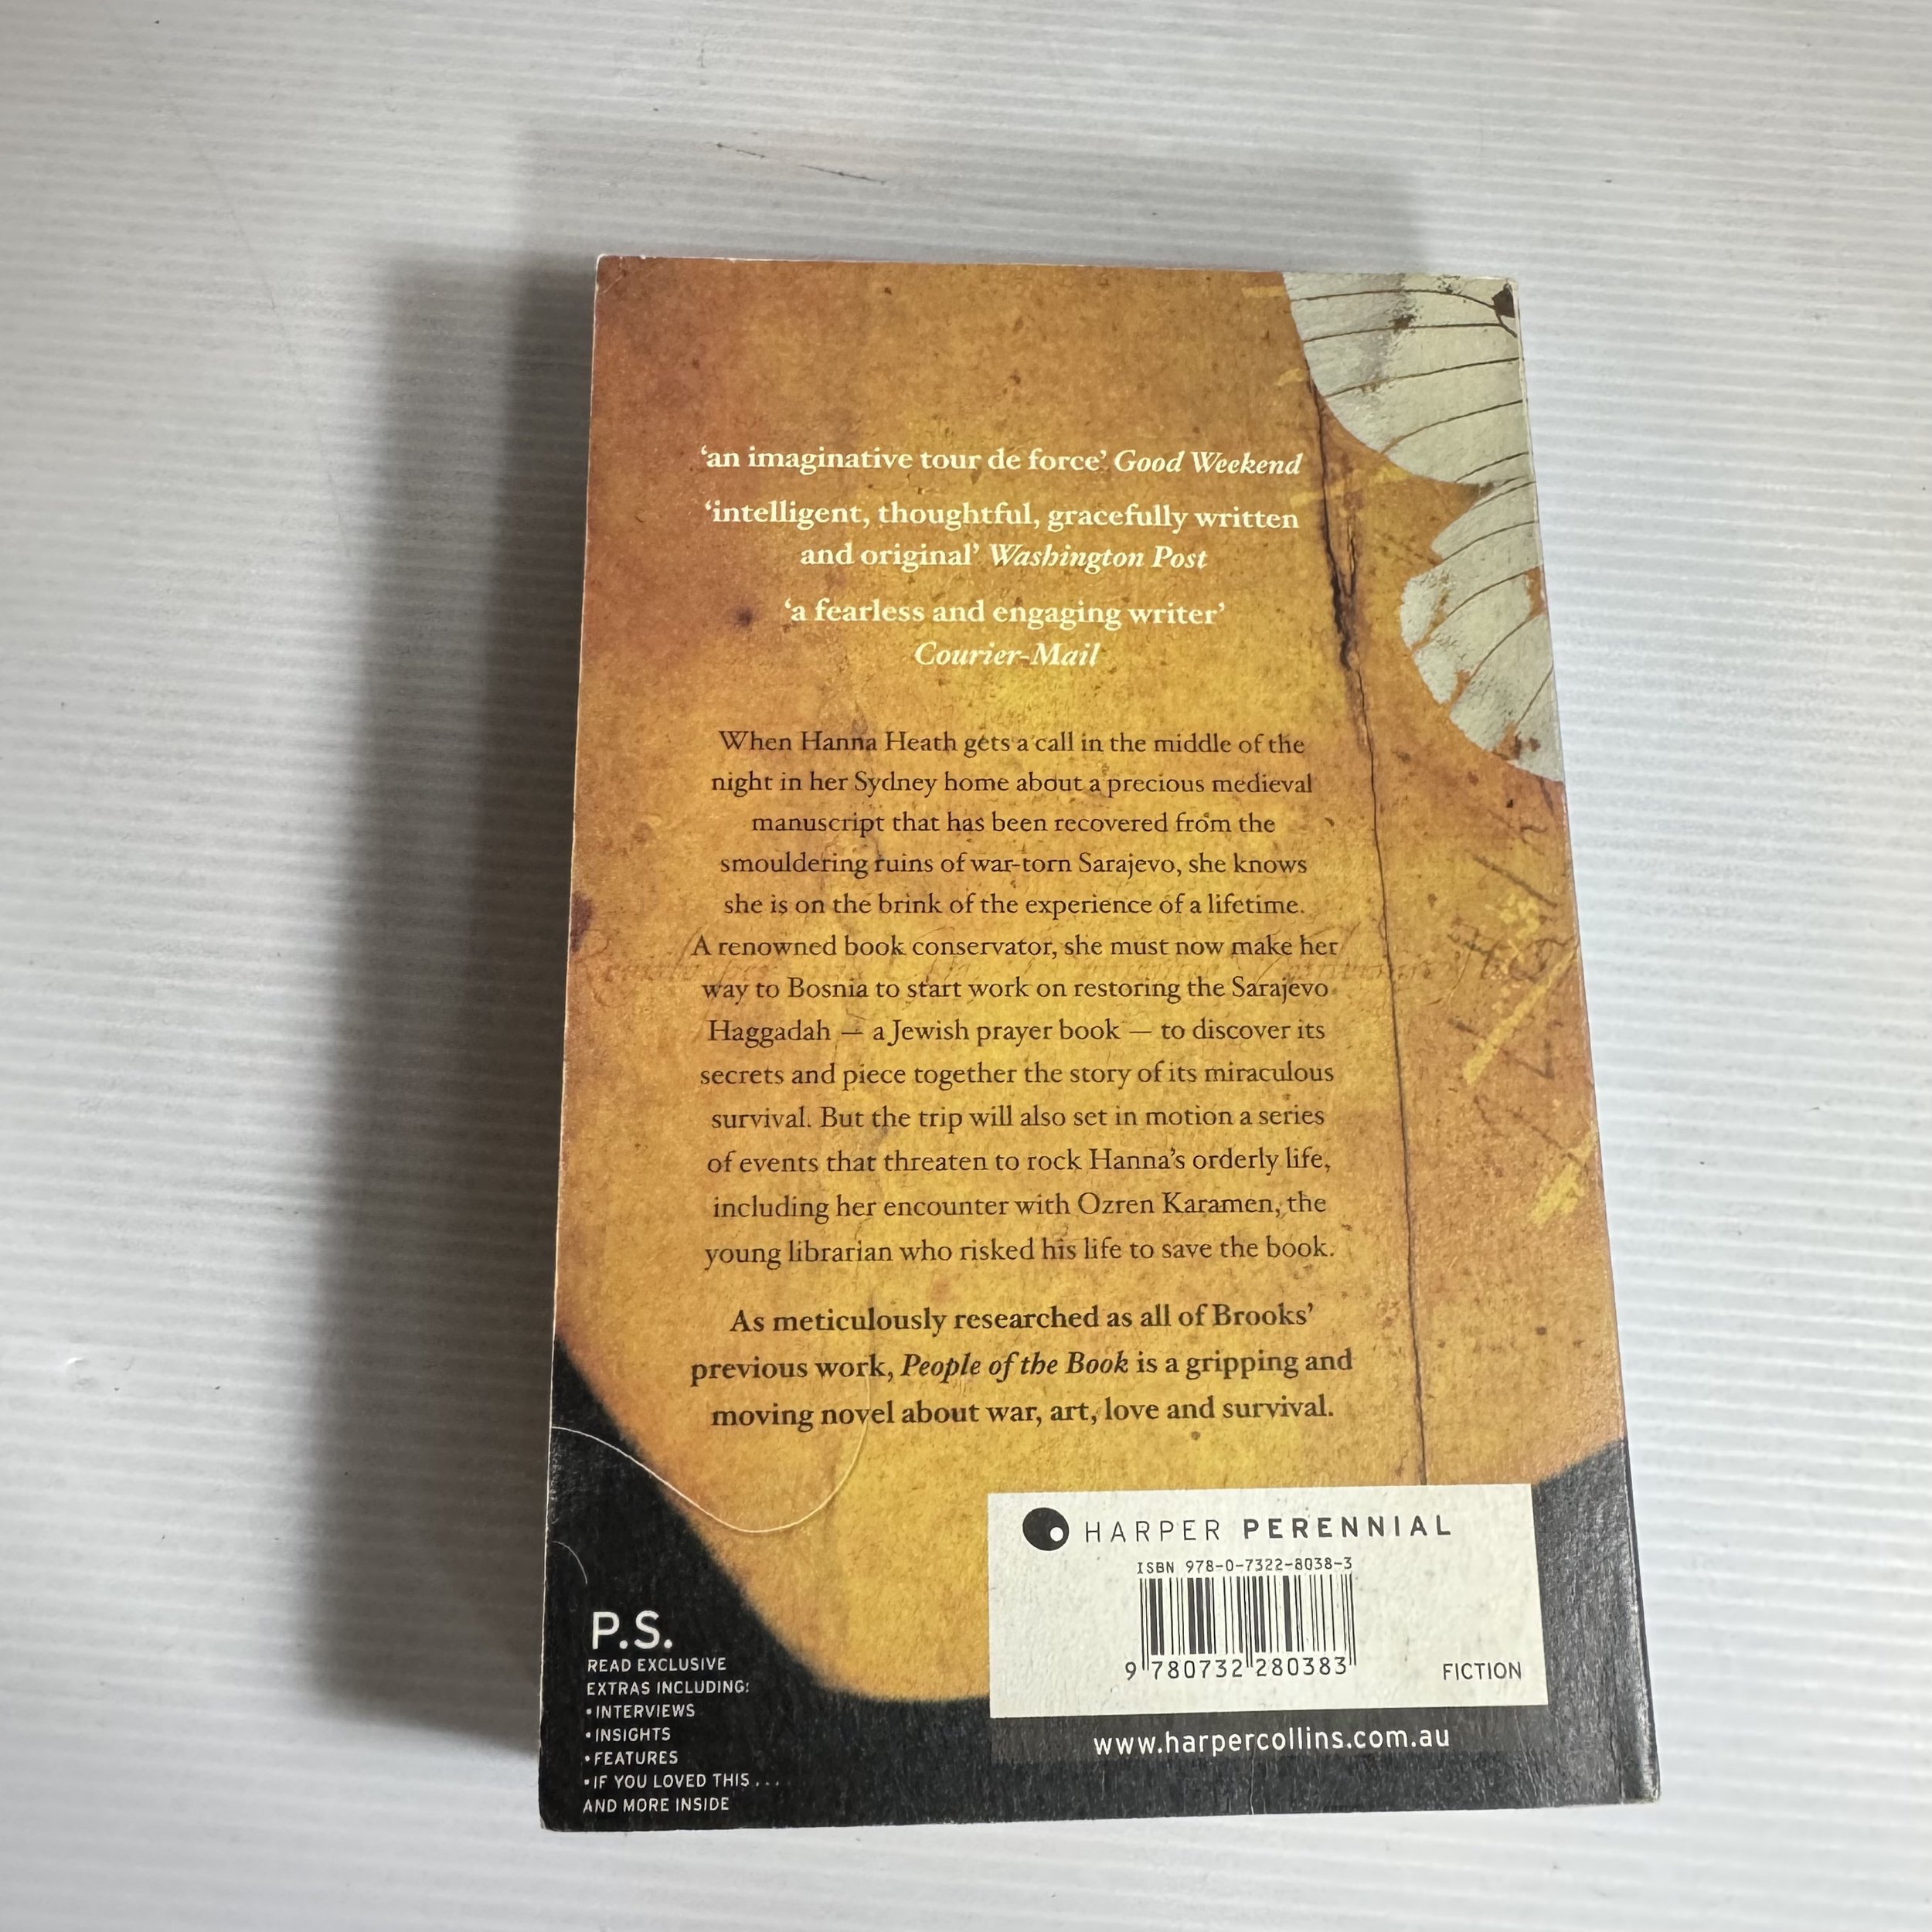 ‘an imaginative tour de force’ Good Weekend
‘intelligent, thoughtful, gracefully written
and original’ Washington Post
‘a fearless and engaging writer’
Courier-Mail
When Hanna Heath gets a call in the middle of the
night in her Sydney home about a precious medieval
manuscript that has been recovered from the
smouldering ruins of war-torn Sarajevo, she knows
she is on the brink of the experience of a lifetime.
A renowned book conservator, she must now make her
way to Bosnia to start work on restoring the Sarajevo
Haggadah — a Jewish prayer book — to discover its
secrets and piece together the story of its miraculous
survival. But the trip will also set in motion a series
of events that threaten to rock Hanna’s orderly life,
including her encounter with Ozren Karamen, the
young librarian who risked his life to save the book.
As meticulously researched as all of Brooks’
previous work, People of the Book is a gripping and
moving novel about war, art, love and survival.
HARPER PERENNIAL
ISBN 978-0-7322-8038-3
9 780732 280383
FICTION
www.harpercollins.com.au
P.S.
READ EXCLUSIVE
EXTRAS INCLUDING:
• INTERVIEWS
• INSIGHTS
• FEATURES
• IF YOU LOVED THIS . . .
AND MORE INSIDE